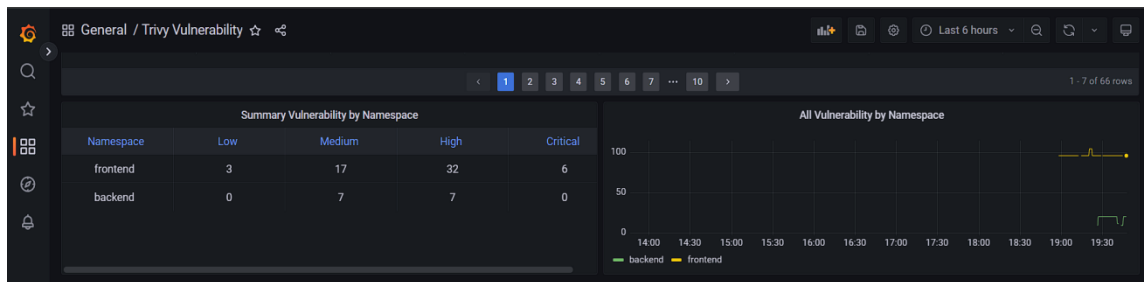 General / Trivy Vulnerability
Last 6 hours
1 2 3 4 5 6 7 ... 10
1 - 7 of 66 rows
Summary Vulnerability by Namespace
Namespace Low Medium High Critical
frontend 3 17 32 6
backend 0 7 7 0
All Vulnerability by Namespace
100
50
0
14:00 14:30 15:00 15:30 16:00 16:30 17:00 17:30 18:00 18:30 19:00 19:30
backend frontend